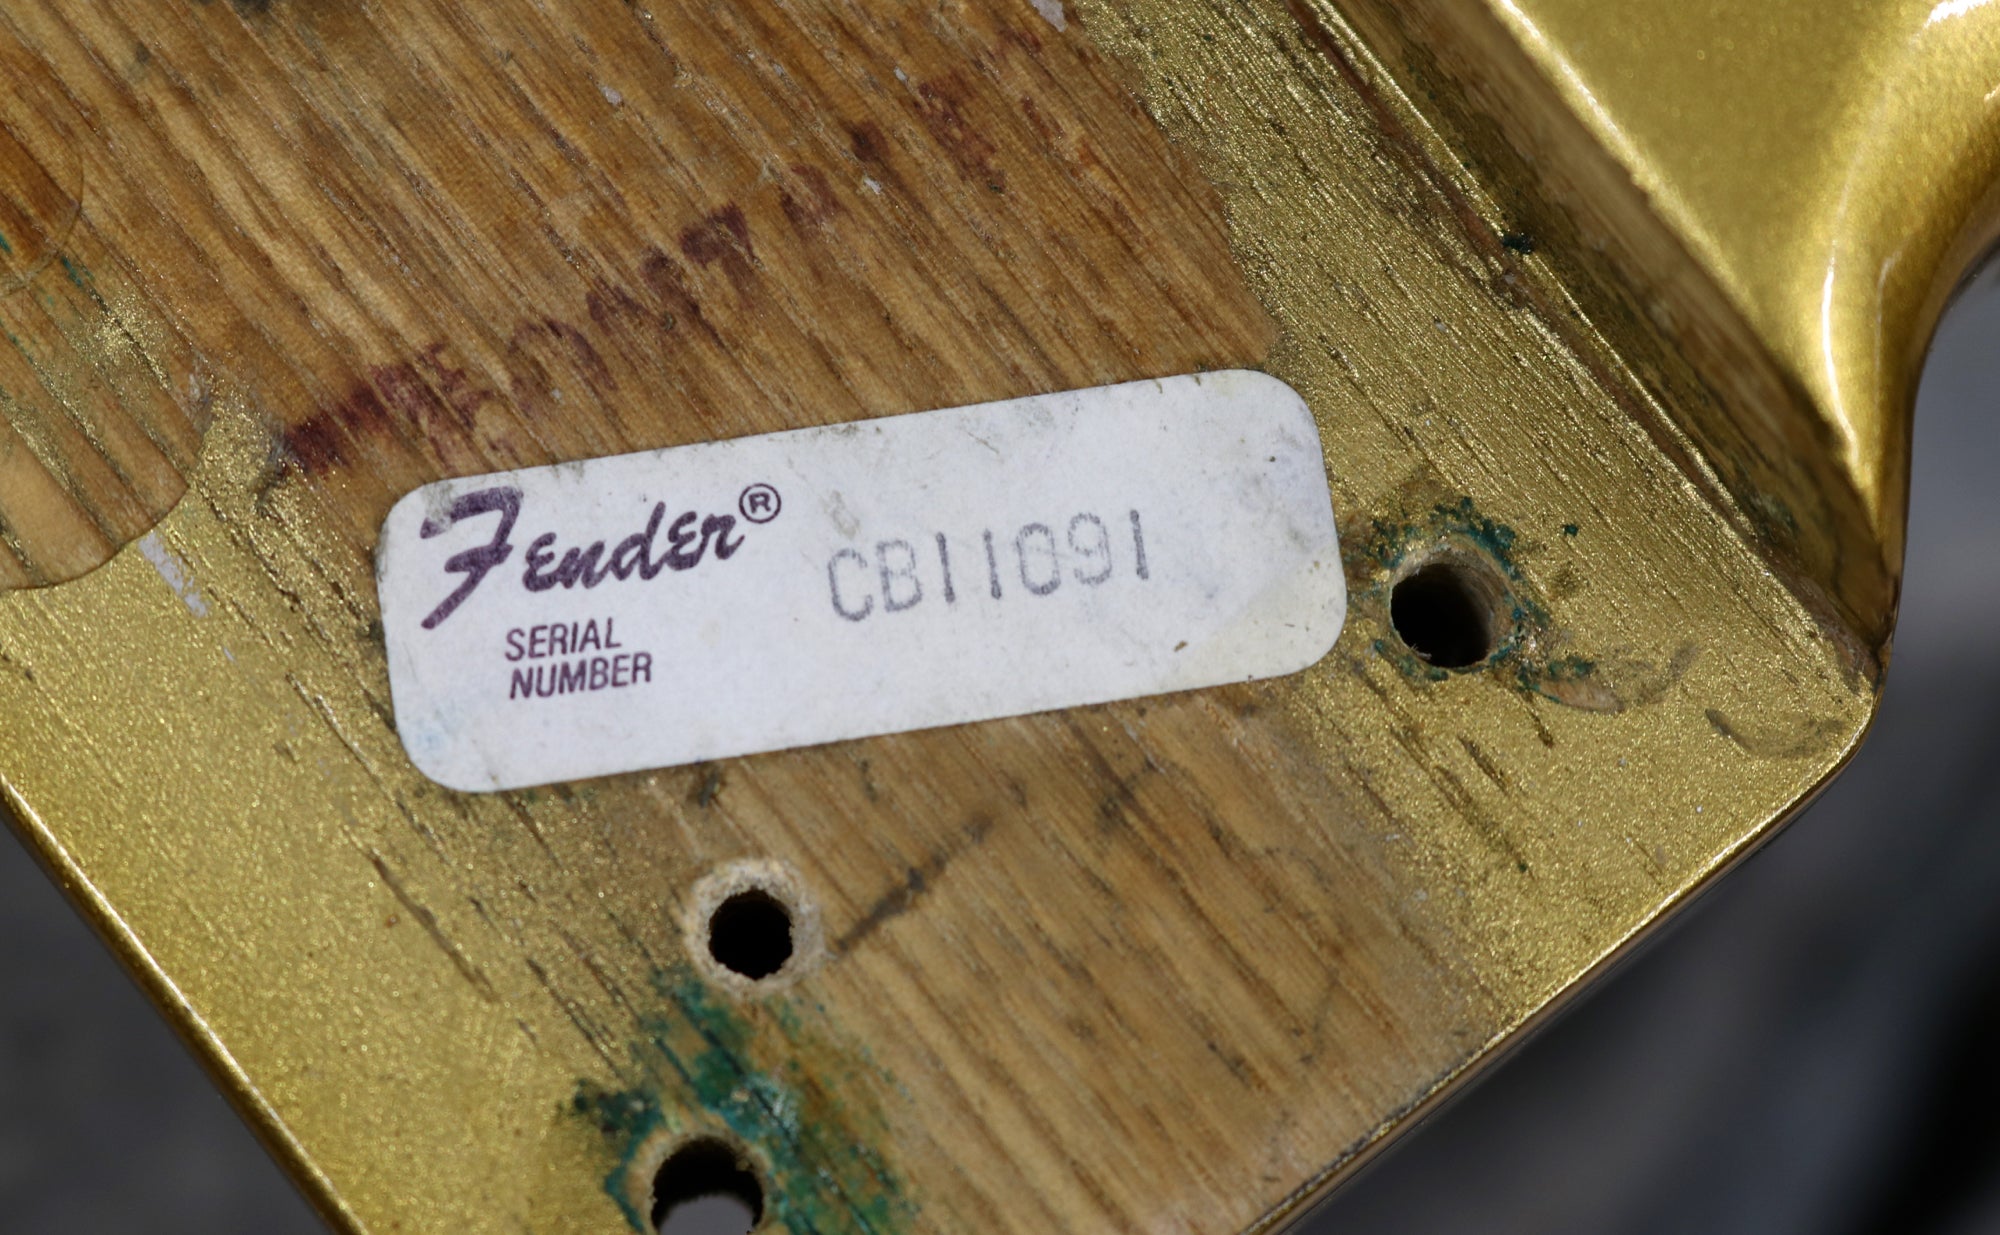 Fender®
CB11091
SERIAL
NUMBER